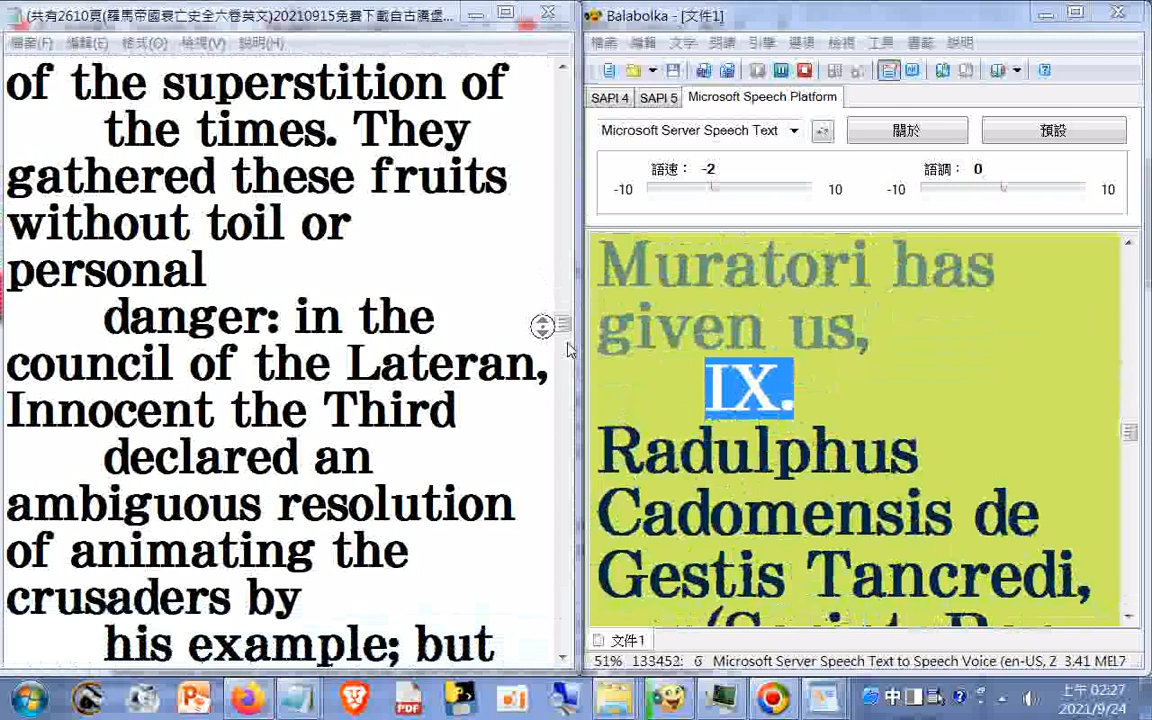 (共有2610頁(羅馬帝國衰亡史全六卷英文)20210915免費下載自古騰堡...
檔案(F) 編輯(E) 格式(O) 檢視(V) 說明(H)
of the superstition of
the times. They
gathered these fruits
without toil or
personal
danger: in the
council of the Lateran,
Innocent the Third
declared an
ambiguous resolution
of animating the
crusaders by
his example; but
Balabolka - [文件1]
檔案 編輯 文字 朗讀 引擎 選項 檢視 工具 書籤 說明
SAPI 4 SAPI 5 Microsoft Speech Platform
Microsoft Server Speech Text 關於 預設
語速: -2 語調: 0
-10 10 -10 10
Muratori has
given us,
IX.
Radulphus
Cadomensis de
Gestis Tancredi,
文件1
51% 133452: 6 Microsoft Server Speech Text to Speech Voice (en-US, Z 3.41 MB
中
上午 02:27
2021/9/24